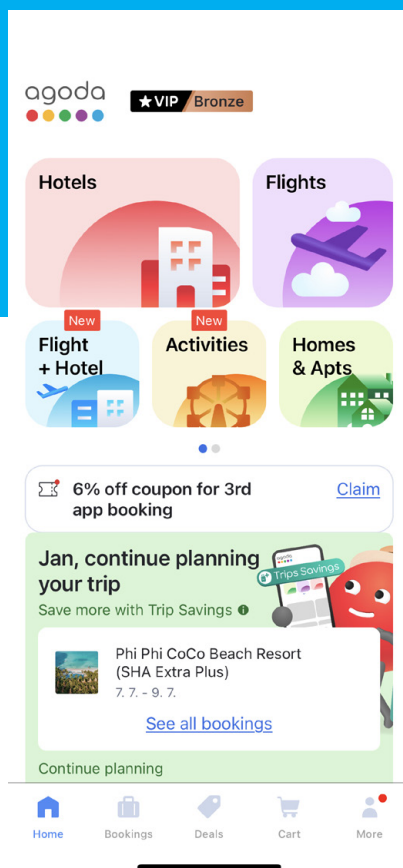 agoda
★VIP Bronze
Hotels
Flights
New
New
Flight
+ Hotel
Activities
Homes
& Apts
6% off coupon for 3rd
app booking
Claim
Jan, continue planning
your trip
Save more with Trip Savings
agoda
Trips Savings
Phi Phi CoCo Beach Resort
(SHA Extra Plus)
7. 7. - 9. 7.
See all bookings
Continue planning
Home
Bookings
Deals
Cart
More